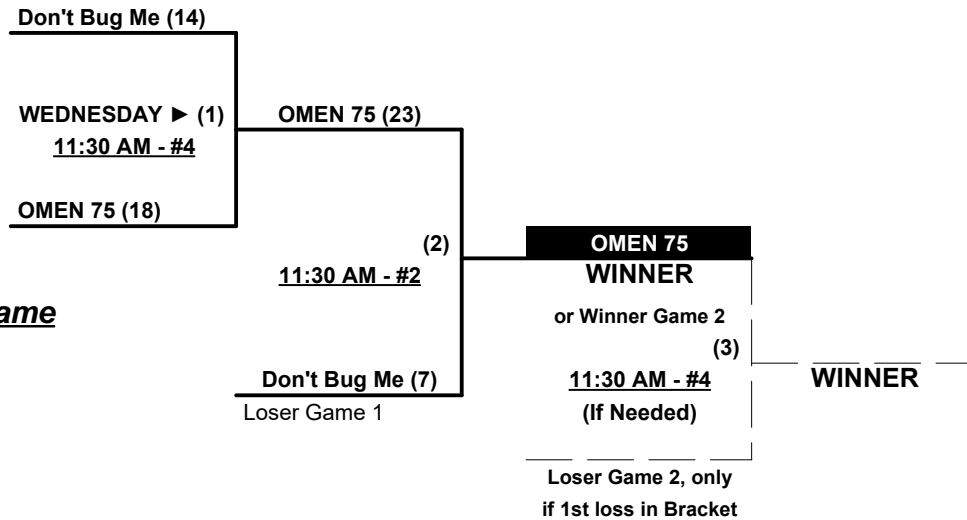 Don't Bug Me (14)
WEDNESDAY ► (1)
11:30 AM - #4
OMEN 75 (18)
OMEN 75 (23)
(2)
11:30 AM - #2
Don't Bug Me (7)
Loser Game 1
OMEN 75
WINNER
or Winner Game 2
(3)
11:30 AM - #4
(If Needed)
Loser Game 2, only
if 1st loss in Bracket
WINNER